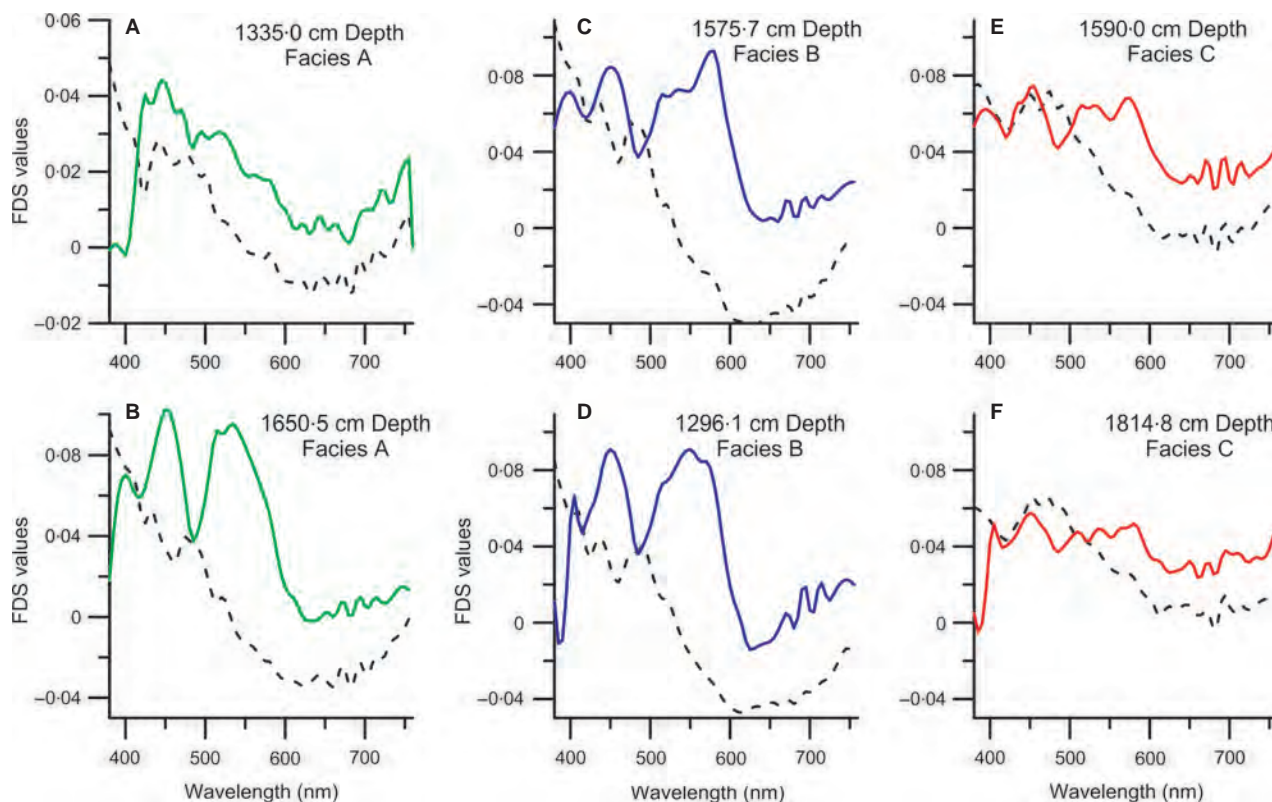 A
1335·0 cm Depth
Facies A
FDS values
0·06
0·04
0·02
0
–0·02
400 500 600 700
C
1575·7 cm Depth
Facies B
0·08
0·04
0
–0·04
400 500 600 700
E
1590·0 cm Depth
Facies C
0·08
0·04
0
–0·04
400 500 600 700
B
1650·5 cm Depth
Facies A
FDS values
0·08
0·04
0
–0·04
400 500 600 700
Wavelength (nm)
D
1296·1 cm Depth
Facies B
FDS values
0·08
0·04
0
–0·04
400 500 600 700
Wavelength (nm)
F
1814·8 cm Depth
Facies C
0·08
0·04
0
–0·04
400 500 600 700
Wavelength (nm)